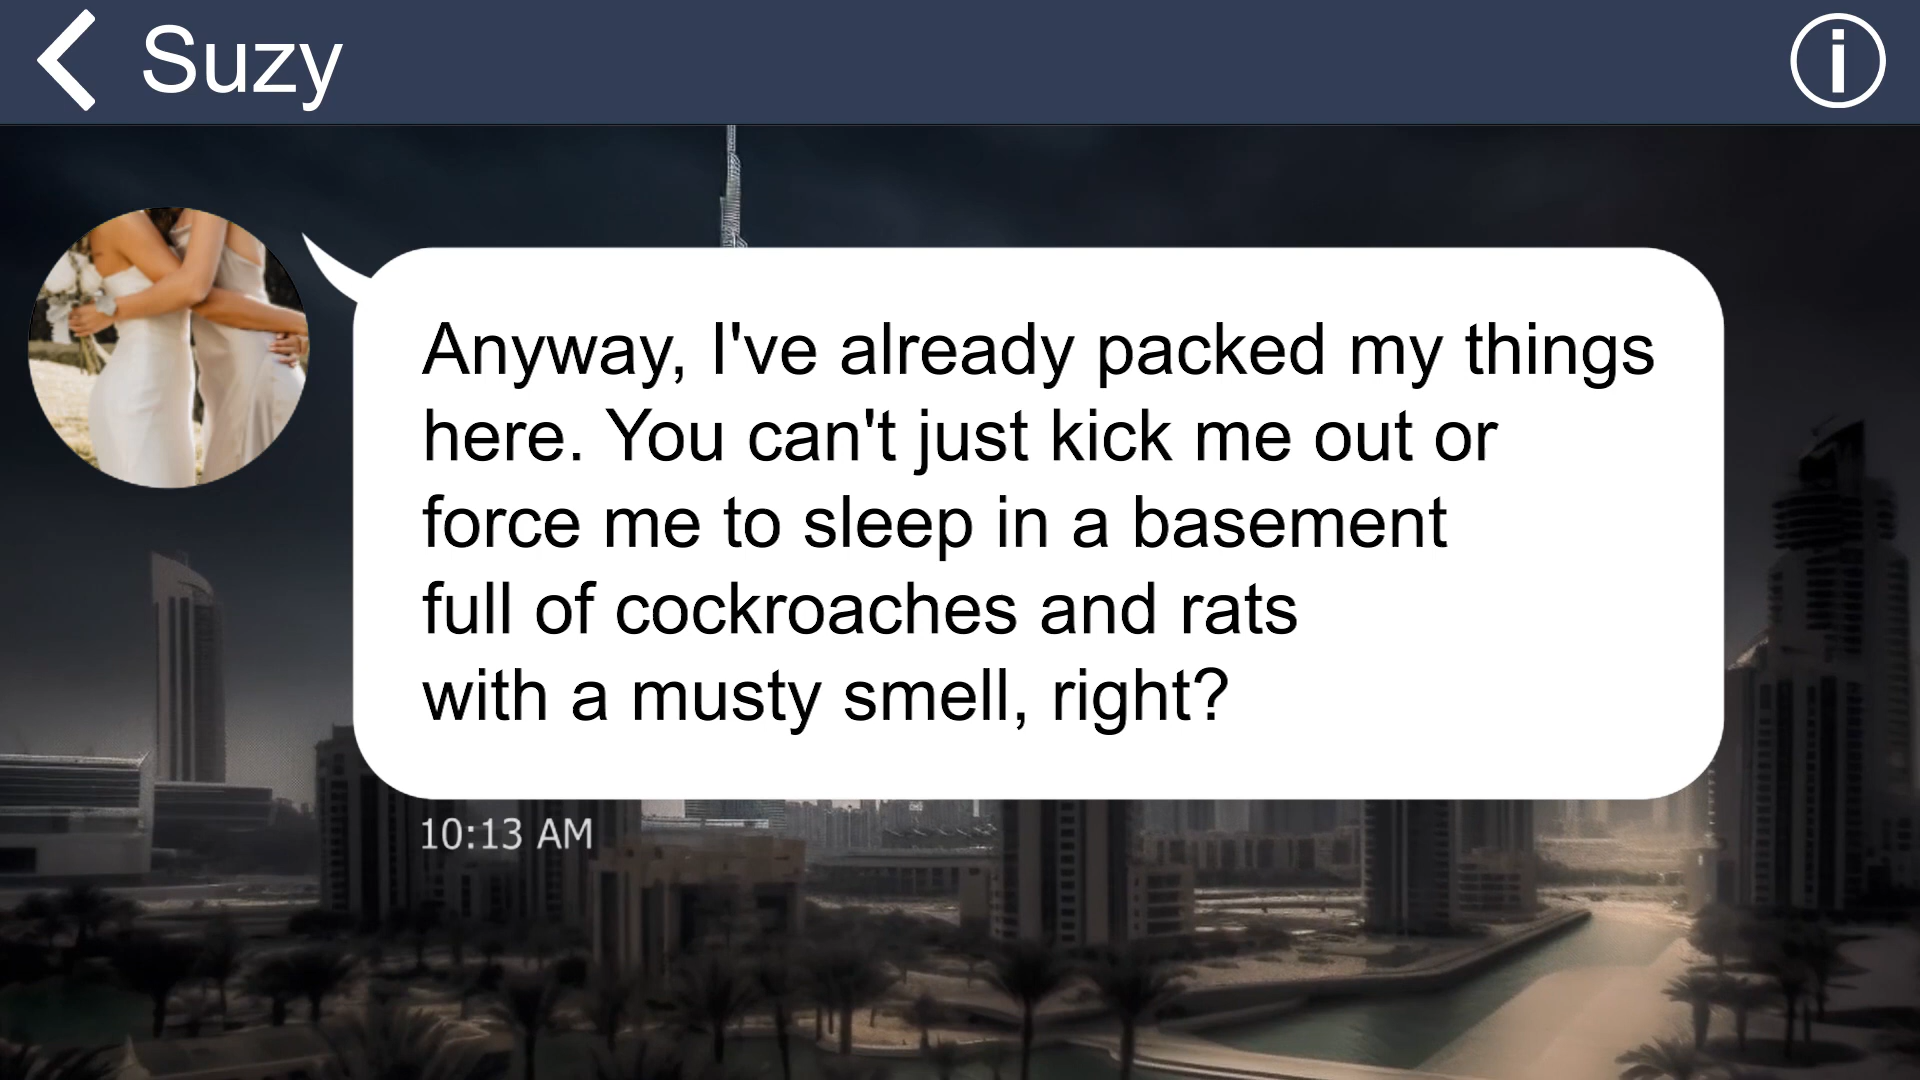 Suzy
Anyway, I've already packed my things
here. You can't just kick me out or
force me to sleep in a basement
full of cockroaches and rats
with a musty smell, right?
10:13 AM